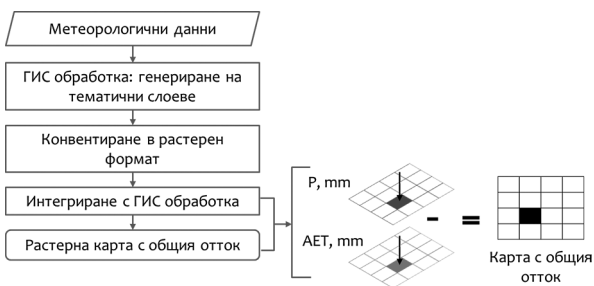 Метеорологични данни
ГИС обработка: генериране на
тематични слоеве
Конвентиране в растерен
формат
Интегриране с ГИС обработка
Растерна карта с общия отток
P, mm
AET, mm
-
=
Карта с общия
отток